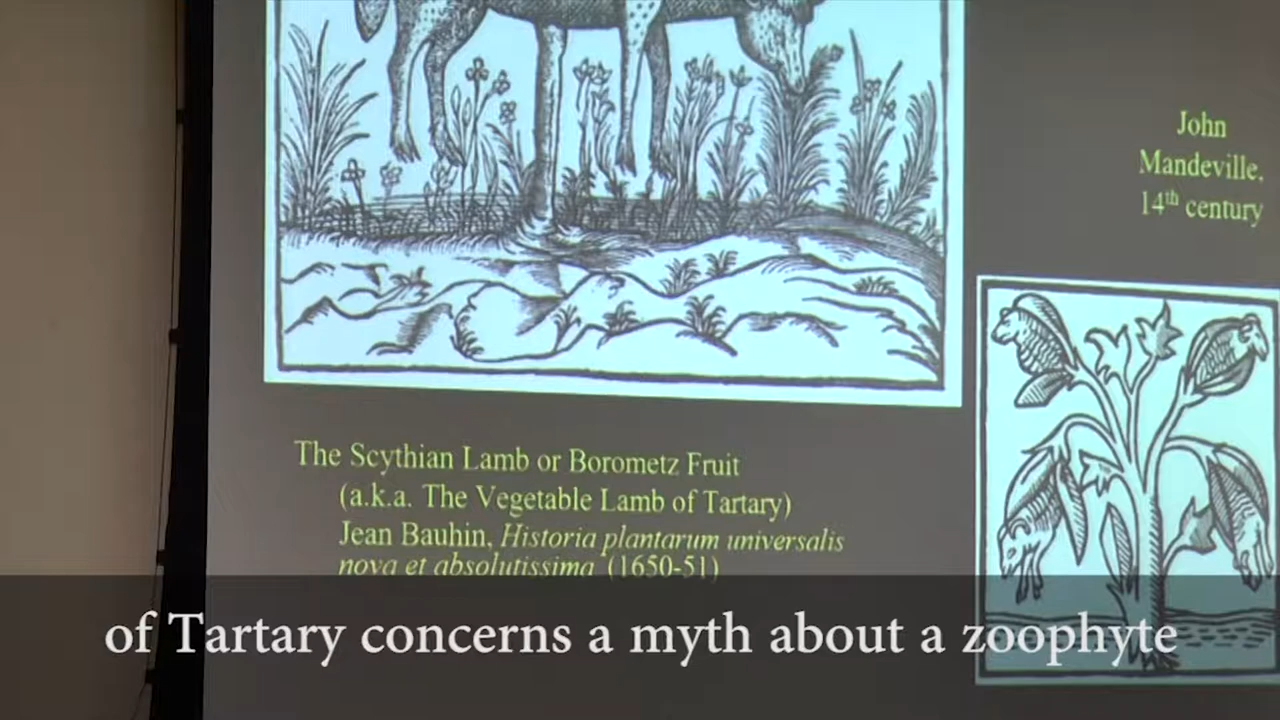 John
Mandeville,
14th century
The Scythian Lamb or Borometz Fruit
(a.k.a. The Vegetable Lamb of Tartary)
Jean Bauhin, Historia plantarum universalis
nova et absolutissima (1650-51)
of Tartary concerns a myth about a zoophyte